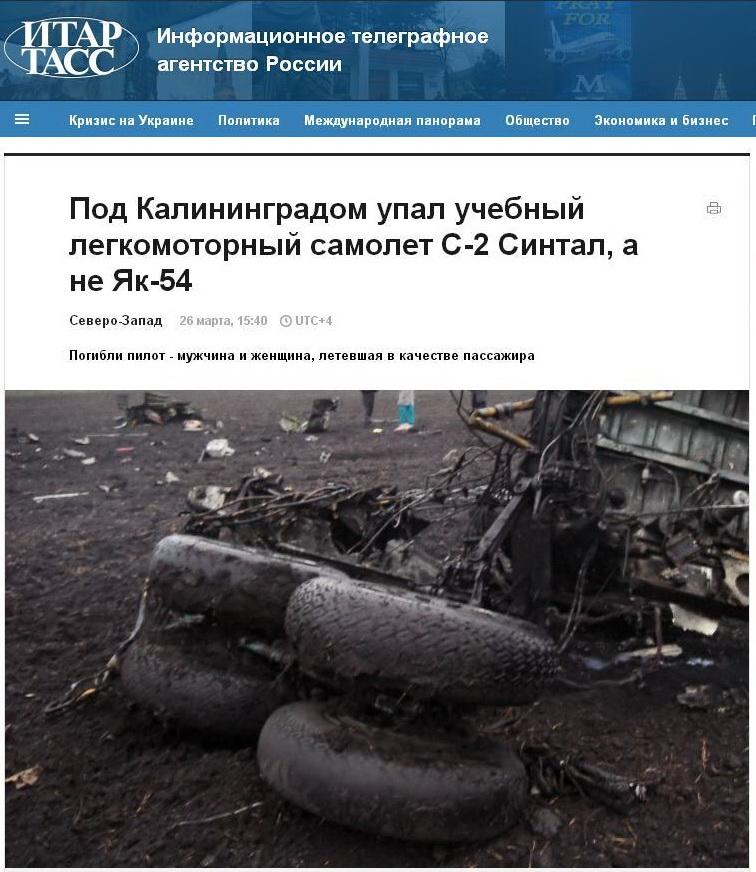 ИТАР
ТАСС
Информационное телеграфное
агентство России
PRAY
FOR
M
Кризис на Украине Политика Международная панорама Общество Экономика и бизнес
Под Калининградом упал учебный
легкомоторный самолет С-2 Синтал, а
не Як-54
Северо-Запад 26 марта, 15:40 UTC+4
Погибли пилот - мужчина и женщина, летевшая в качестве пассажира